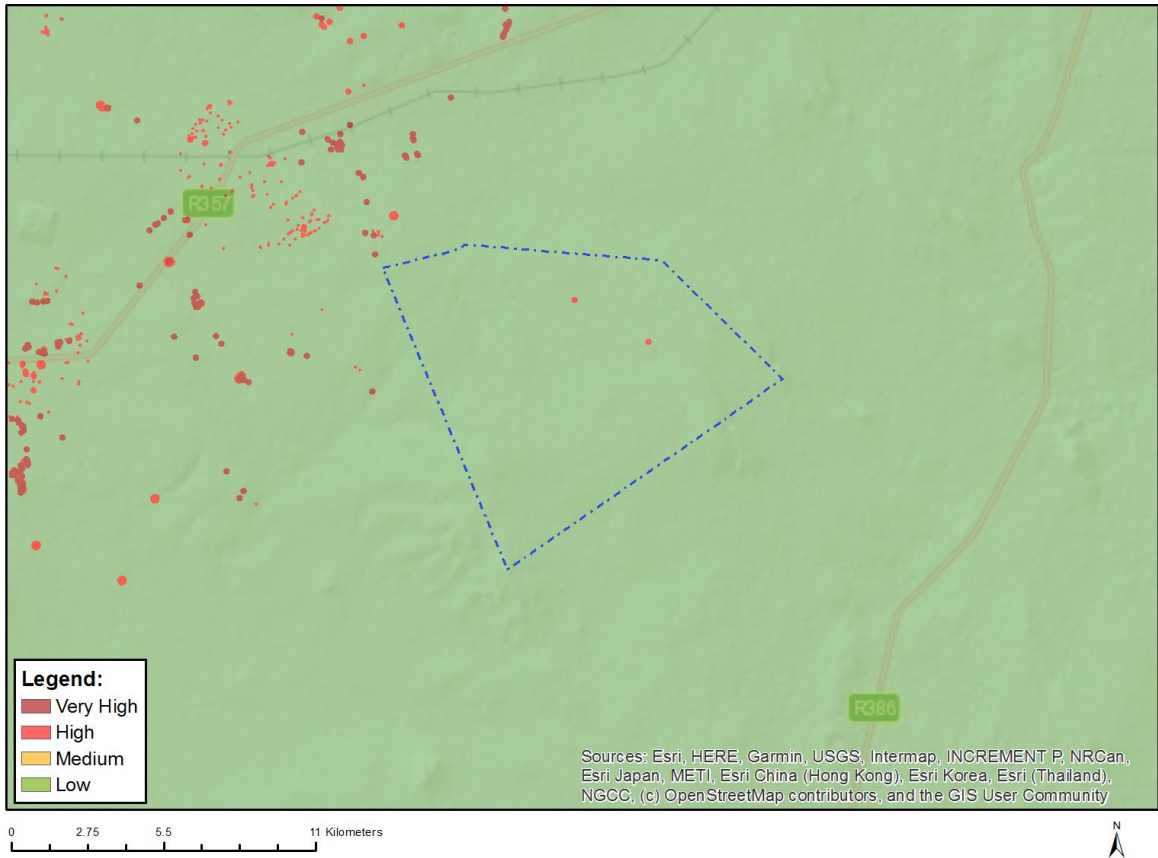 R357
R386
Legend:
Very High
High
Medium
Low
Sources: Esri, HERE, Garmin, USGS, Intermap, INCREMENT P, NRCan,
Esri Japan, METI, Esri China (Hong Kong), Esri Korea, Esri (Thailand),
NGCC, (c) OpenStreetMap contributors, and the GIS User Community
0 2.75 5.5 11 Kilometers
N